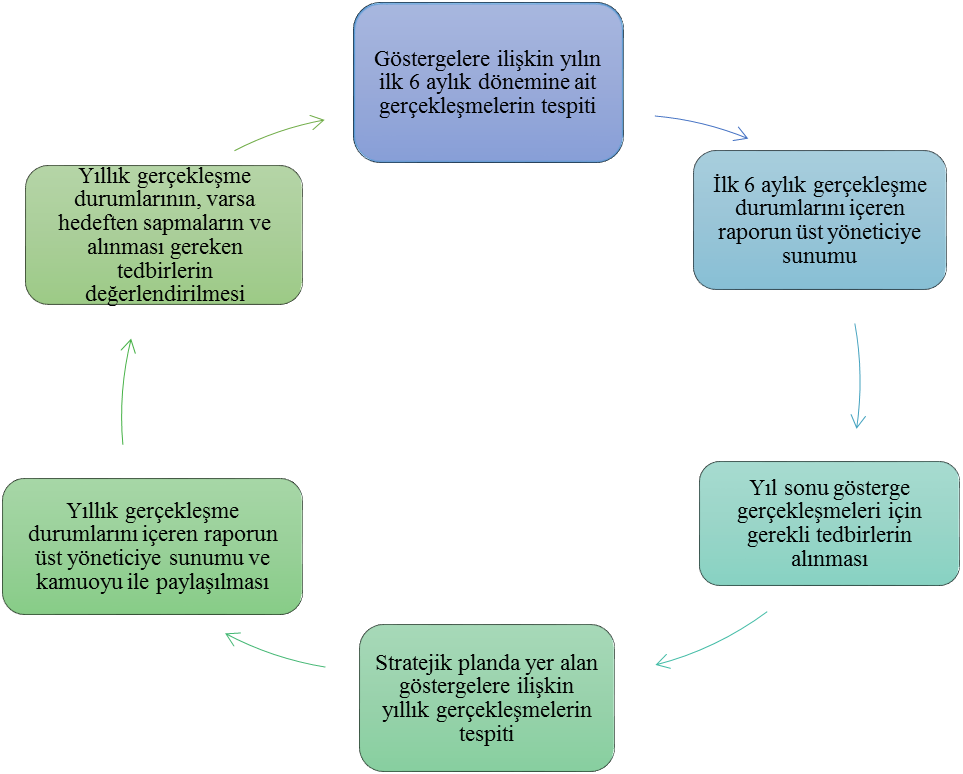 Göstergelere ilişkin yılın
ilk 6 aylık dönemine ait
gerçekleşmelerin tespiti
İlk 6 aylık gerçekleşme
durumlarını içeren
raporun üst yöneticiye
sunumu
Yıl sonu gösterge
gerçekleşmeleri için
gerekli tedbirlerin
alınması
Stratejik planda yer alan
göstergelere ilişkin
yıllık gerçekleşmelerin
tespiti
Yıllık gerçekleşme
durumlarını içeren raporun
üst yöneticiye sunumu ve
kamuoyu ile paylaşılması
Yıllık gerçekleşme
durumlarının, varsa
hedeften sapmaların ve
alınması gereken
tedbirlerin
değerlendirilmesi